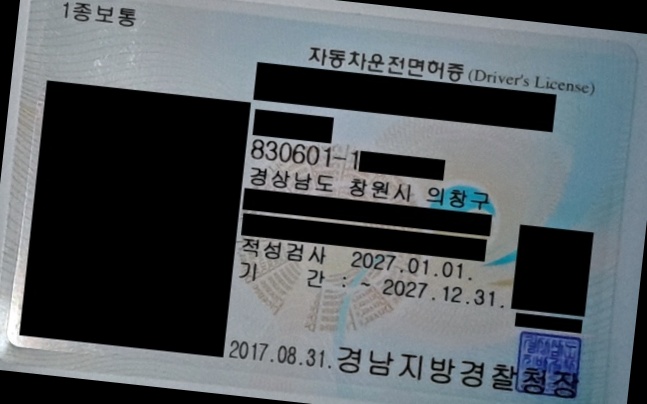 1종보통
자동차운전면허증 (Driver's License)
830601-1
경상남도 창원시 의창구
적성검사 2027.01.01.
기 간 : ~ 2027.12.31.
2017.08.31. 경남지방경찰청장